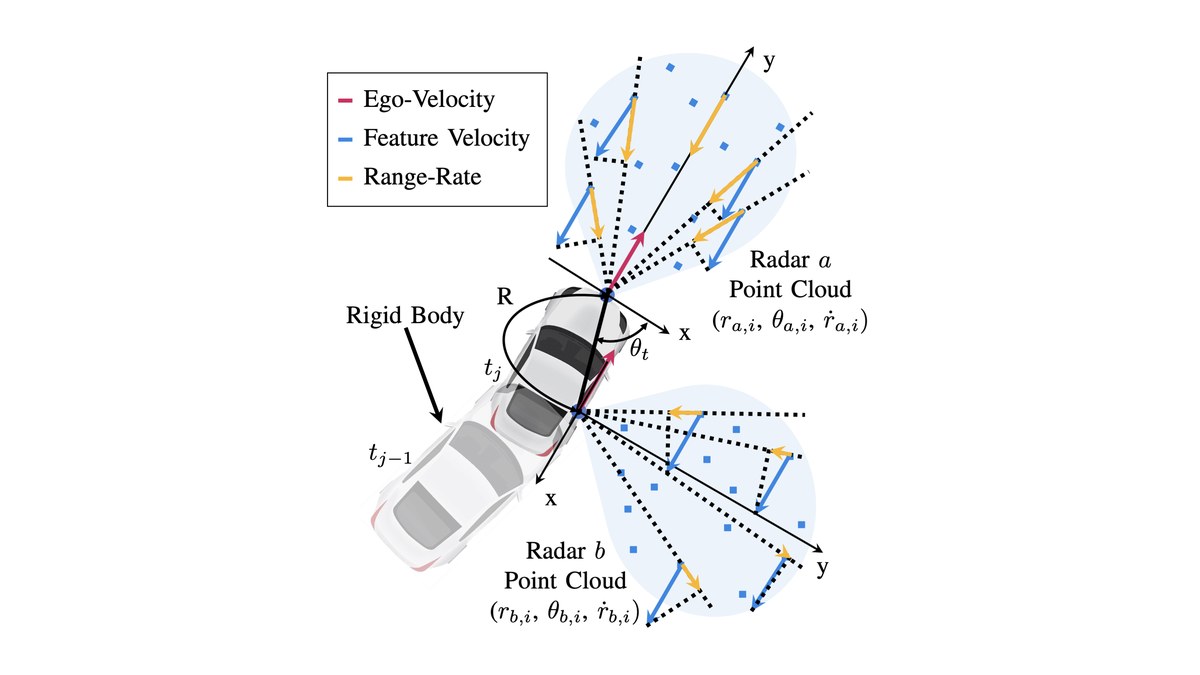 Ego-Velocity
Feature Velocity
Range-Rate
y
Radar a
Point Cloud
(r_{a,i}, θ_{a,i}, ṙ_{a,i})
R
x
θ_t
Rigid Body
t_j
t_{j−1}
x
y
Radar b
Point Cloud
(r_{b,i}, θ_{b,i}, ṙ_{b,i})